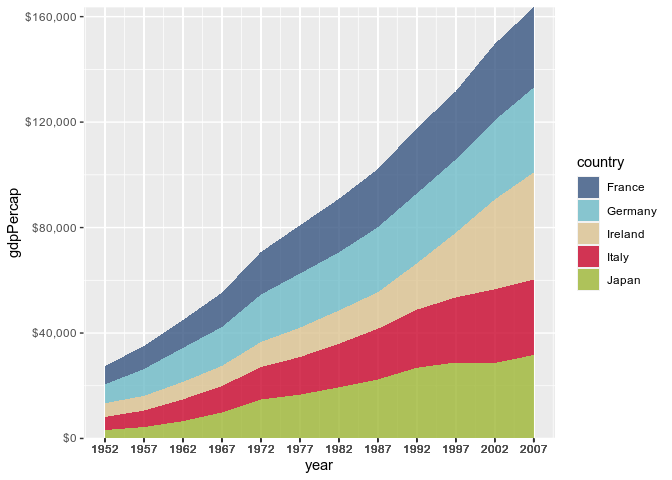 $160,000
$120,000
$80,000
$40,000
$0
gdpPercap
1952 1957 1962 1967 1972 1977 1982 1987 1992 1997 2002 2007
year
country
France
Germany
Ireland
Italy
Japan